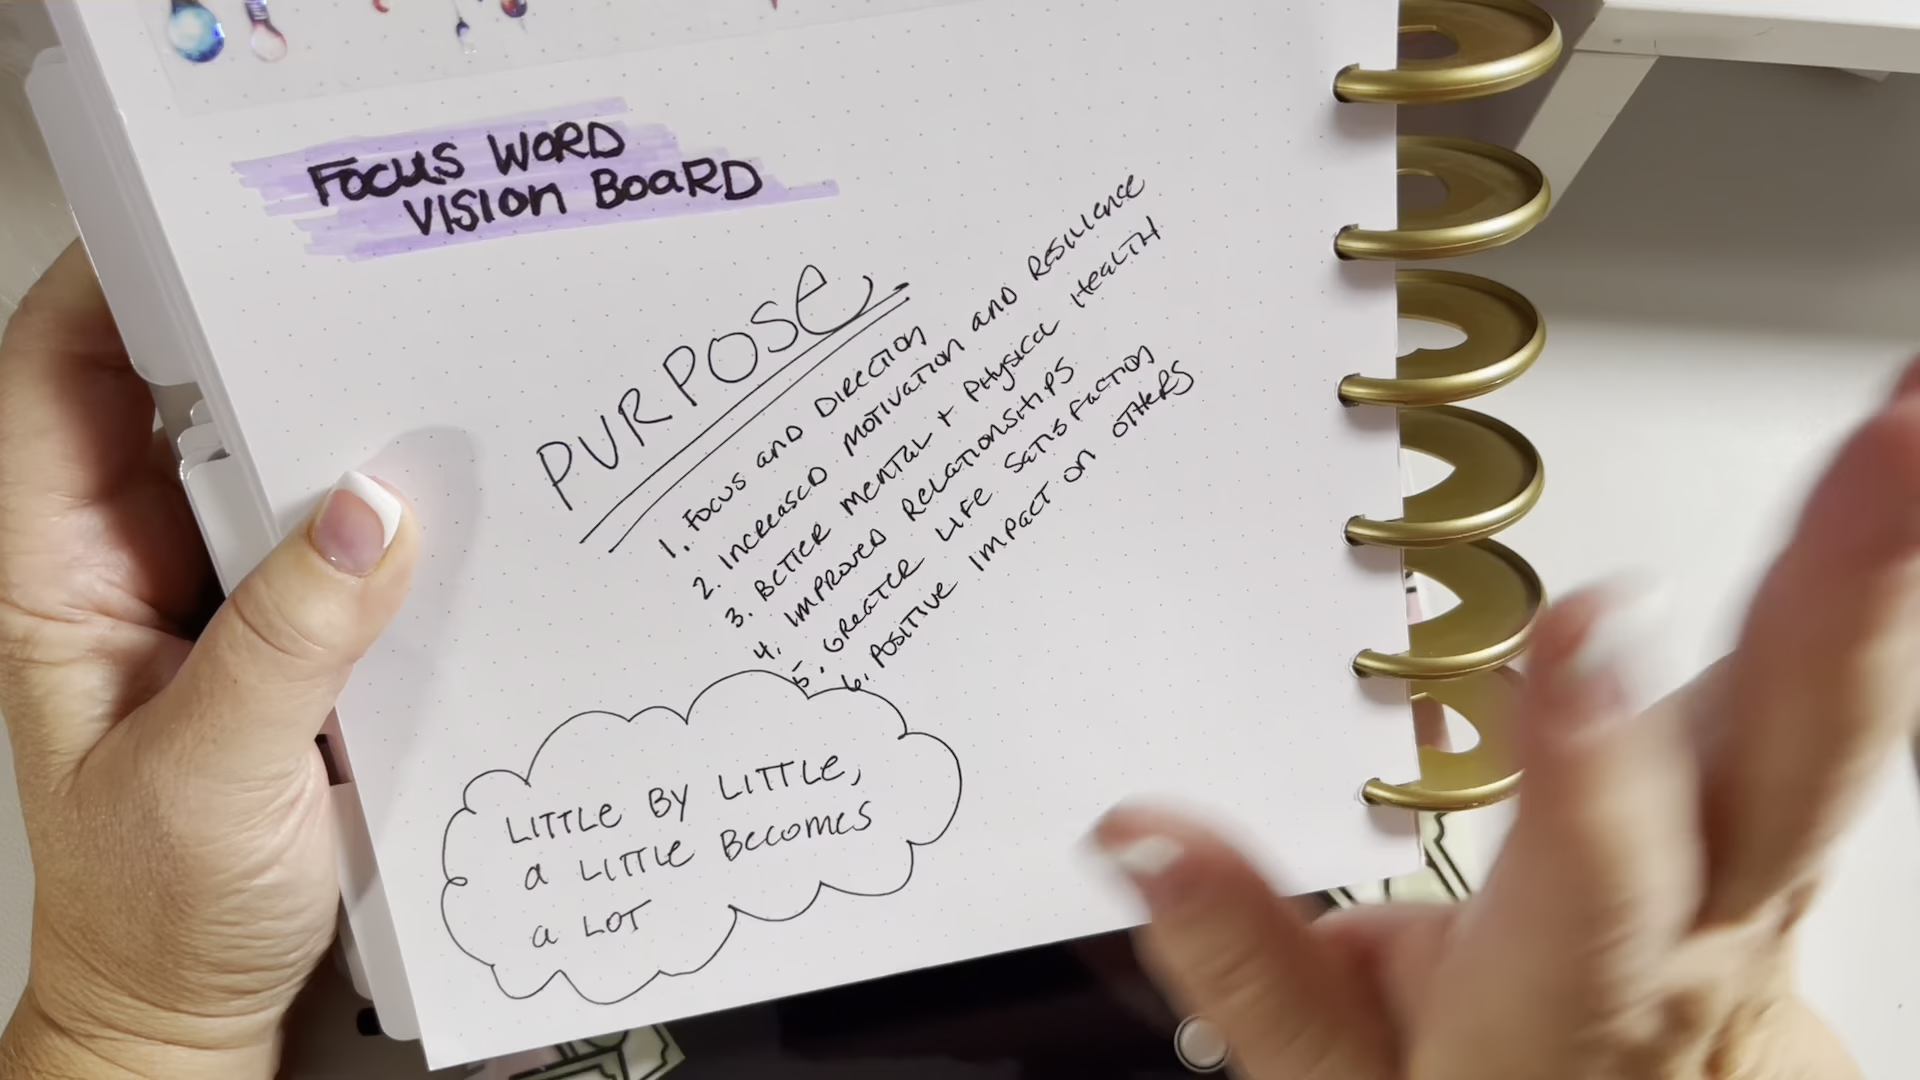 FOCUS WORD
VISION BOARD
PURPOSE
1. FOCUS AND DIRECTION
2. INCREASED MOTIVATION AND RESILIENCE
3. BETTER MENTAL + PHYSICAL HEALTH
4. IMPROVED RELATIONSHIPS
5. GREATER LIFE SATISFACTION
6. POSITIVE IMPACT ON OTHERS
LITTLE BY LITTLE,
a LITTLE BECOMES
a LOT